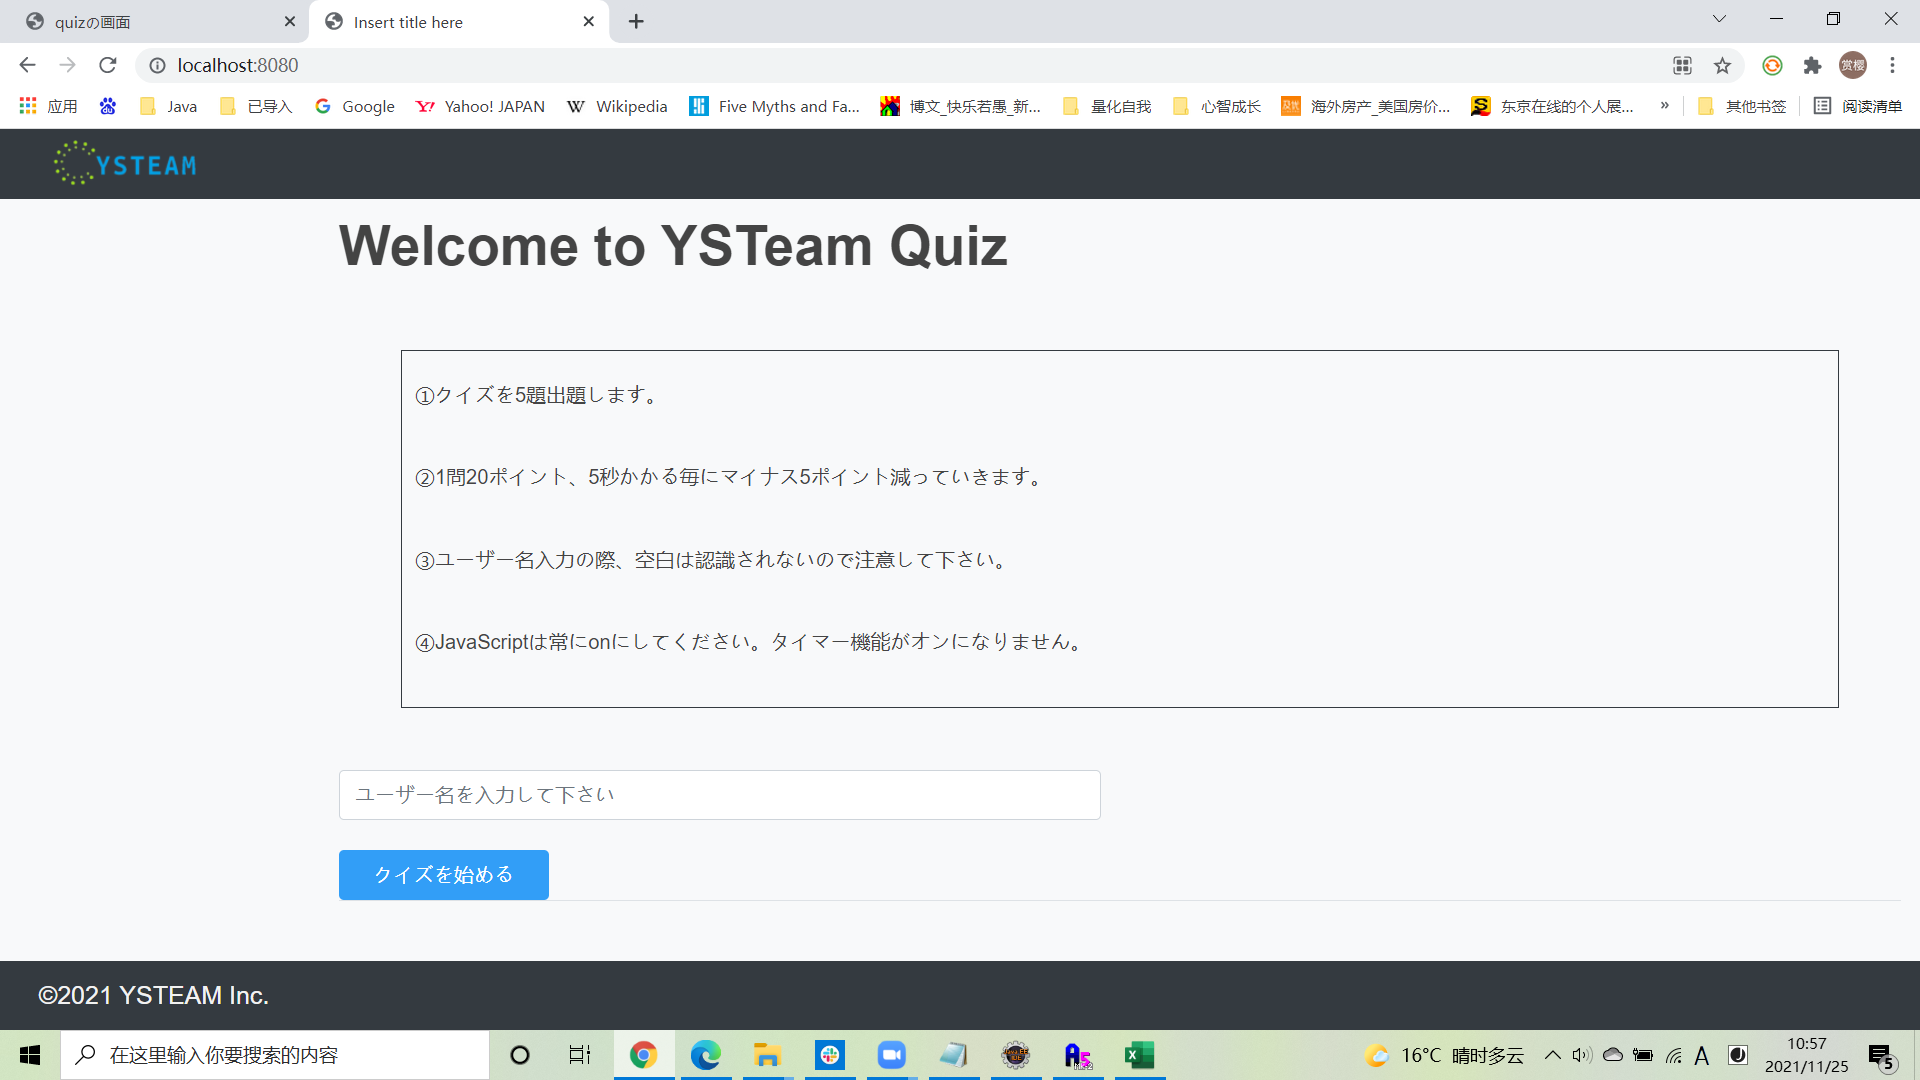 quizの画面
Insert title here
localhost:8080
赏樱
应用
Java
已导入
Google
Yahoo! JAPAN
Wikipedia
Five Myths and Fa...
博文_快乐若愚_新...
量化自我
心智成长
海外房产_美国房价...
东京在线的个人展...
»
其他书签
阅读清单
YSTEAM
Welcome to YSTeam Quiz
①クイズを5題出題します。
②1問20ポイント、5秒かかる毎にマイナス5ポイント減っていきます。
③ユーザー名入力の際、空白は認識されないので注意して下さい。
④JavaScriptは常にonにしてください。タイマー機能がオンになりません。
ユーザー名を入力して下さい
クイズを始める
©2021 YSTEAM Inc.
在这里输入你要搜索的内容
16°C 晴时多云
A
10:57
2021/11/25
5